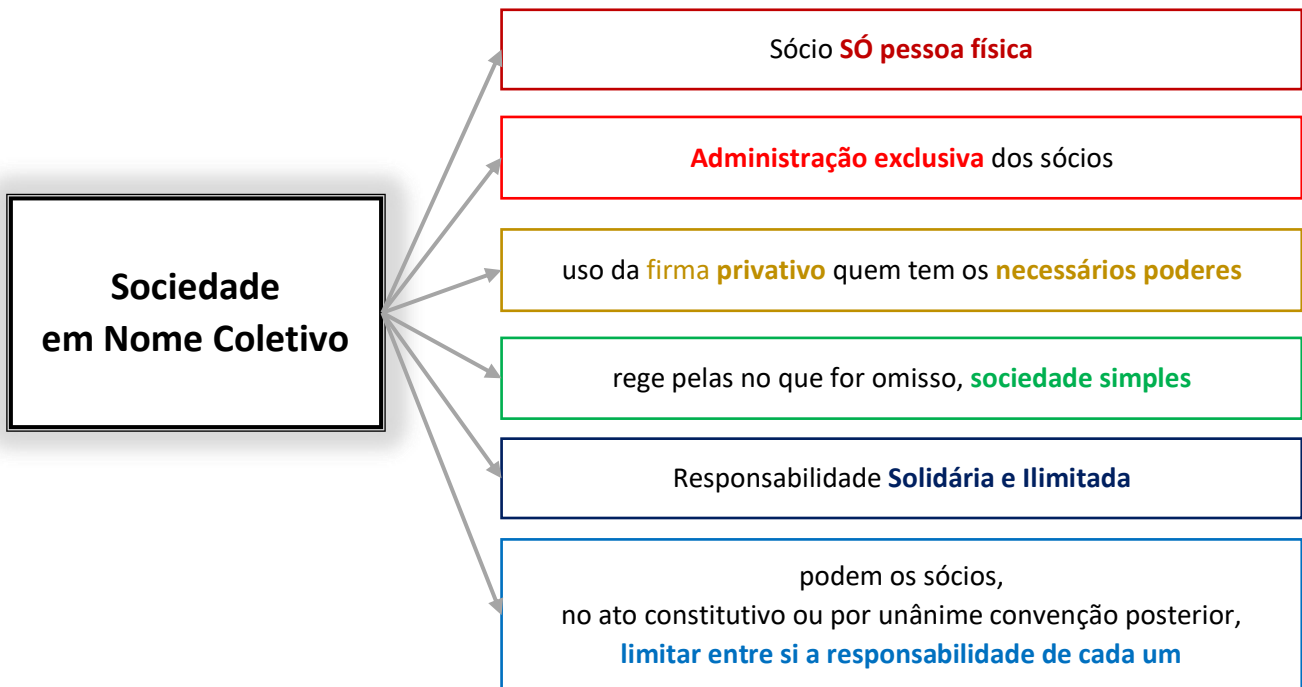 Sociedade
em Nome Coletivo
Sócio SÓ pessoa física
Administração exclusiva dos sócios
uso da firma privativo quem tem os necessários poderes
rege pelas no que for omisso, sociedade simples
Responsabilidade Solidária e Ilimitada
podem os sócios,
no ato constitutivo ou por unânime convenção posterior,
limitar entre si a responsabilidade de cada um